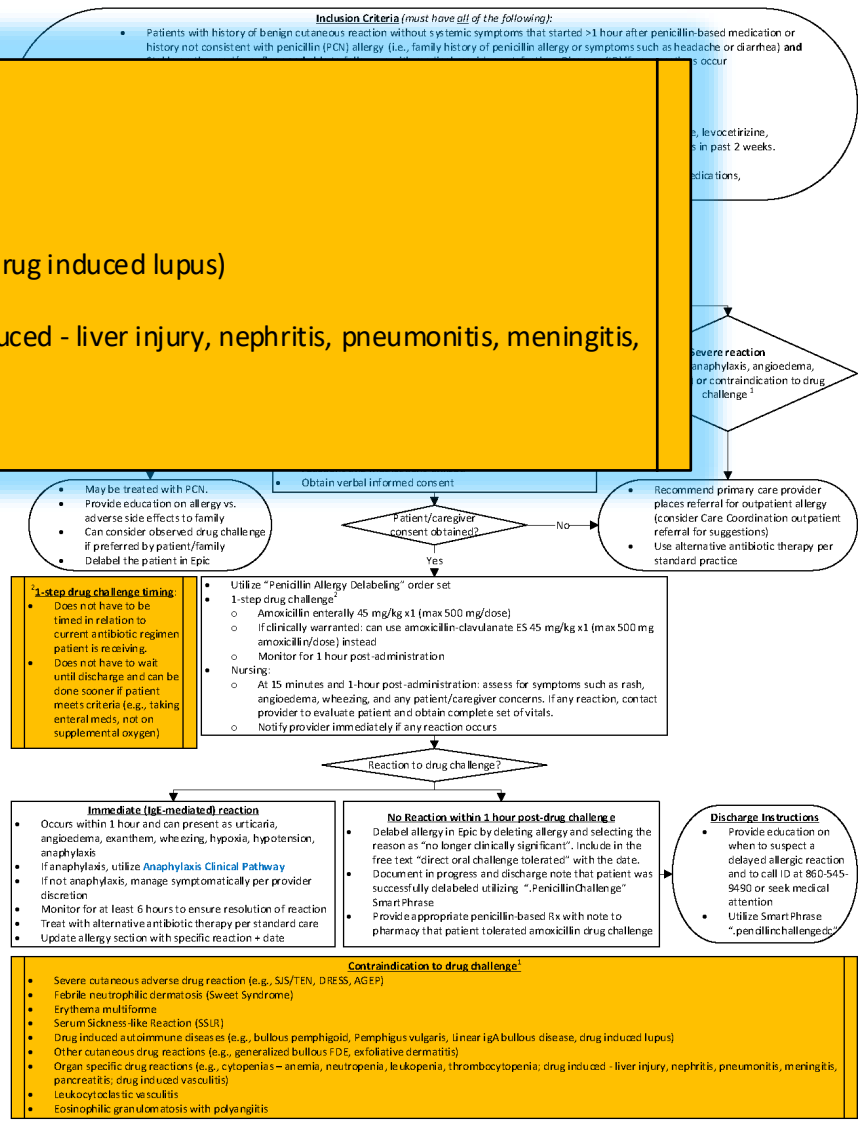 Inclusion Criteria (must have all of the following):
• Patients with history of benign cutaneous reaction without systemic symptoms that started >1 hour after penicillin-based medication or
history not consistent with penicillin (PCN) allergy (i.e., family history of penicillin allergy or symptoms such as headache or diarrhea) and
occur
levocetirizine,
in past 2 weeks.
rug induced lupus)
uced - liver injury, nephritis, pneumonitis, meningitis,
Severe reaction
anaphylaxis, angioedema,
or contraindication to drug
challenge 1
• Obtain verbal informed consent
• May be treated with PCN.
• Provide education on allergy vs.
adverse side effects to family
• Can consider observed drug challenge
if preferred by patient/family
• Delabel the patient in Epic
Patient/caregiver
consent obtained?
No
Yes
• Recommend primary care provider
places referral for outpatient allergy
(consider Care Coordination outpatient
referral for suggestions)
• Use alternative antibiotic therapy per
standard practice
2 1-step drug challenge timing:
• Does not have to be
timed in relation to
current antibiotic regimen
patient is receiving.
• Does not have to wait
until discharge and can be
done sooner if patient
meets criteria (e.g., taking
enteral meds, not on
supplemental oxygen)
• Utilize “Penicillin Allergy Delabeling” order set
• 1-step drug challenge2
o Amoxicillin enterally 45 mg/kg x1 (max 500 mg/dose)
o If clinically warranted: can use amoxicillin-clavulanate ES 45 mg/kg x1 (max 500 mg
amoxicillin/dose) instead
o Monitor for 1 hour post-administration
• Nursing:
o At 15 minutes and 1-hour post-administration: assess for symptoms such as rash,
angioedema, wheezing, and any patient/caregiver concerns. If any reaction, contact
provider to evaluate patient and obtain complete set of vitals.
o Notify provider immediately if any reaction occurs
Reaction to drug challenge?
Immediate (IgE-mediated) reaction
• Occurs within 1 hour and can present as urticaria,
angioedema, exanthem, wheezing, hypoxia, hypotension,
anaphylaxis
• If anaphylaxis, utilize Anaphylaxis Clinical Pathway
• If not anaphylaxis, manage symptomatically per provider
discretion
• Monitor for at least 6 hours to ensure resolution of reaction
• Treat with alternative antibiotic therapy per standard care
• Update allergy section with specific reaction + date
No Reaction within 1 hour post-drug challenge
• Delabel allergy in Epic by deleting allergy and selecting the
reason as “no longer clinically significant”. Include in the
free text “direct oral challenge tolerated” with the date.
• Document in progress and discharge note that patient was
successfully delabeled utilizing “.PenicillinChallenge”
SmartPhrase
• Provide appropriate penicillin-based Rx with note to
pharmacy that patient tolerated amoxicillin drug challenge
Discharge Instructions
• Provide education on
when to suspect a
delayed allergic reaction
and to call ID at 860-545-
9490 or seek medical
attention
• Utilize SmartPhrase
“.penicillinchallengedc”
Contraindication to drug challenge1
• Severe cutaneous adverse drug reaction (e.g., SJS/TEN, DRESS, AGEP)
• Febrile neutrophilic dermatosis (Sweet Syndrome)
• Erythema multiforme
• Serum Sickness-like Reaction (SSLR)
• Drug induced autoimmune diseases (e.g., bullous pemphigoid, Pemphigus vulgaris, Linear igA bullous disease, drug induced lupus)
• Other cutaneous drug reactions (e.g., generalized bullous FDE, exfoliative dermatitis)
• Organ specific drug reactions (e.g., cytopenias – anemia, neutropenia, leukopenia, thrombocytopenia; drug induced - liver injury, nephritis, pneumonitis, meningitis,
pancreatitis; drug induced vasculitis)
• Leukocytoclastic vasculitis
• Eosinophilic granulomatosis with polyangiitis